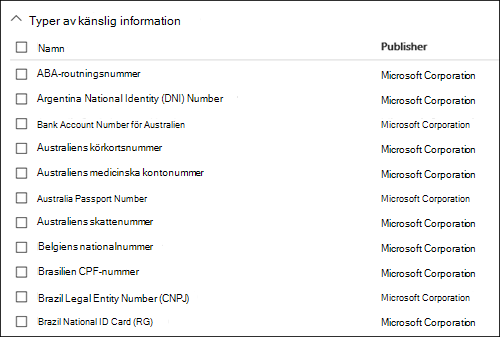 Typer av känslig information
Namn Publisher
ABA-routningsnummer Microsoft Corporation
Argentina National Identity (DNI) Number Microsoft Corporation
Bank Account Number för Australien Microsoft Corporation
Australiens körkortsnummer Microsoft Corporation
Australiens medicinska kontonummer Microsoft Corporation
Australia Passport Number Microsoft Corporation
Australiens skattenummer Microsoft Corporation
Belgiens nationalnummer Microsoft Corporation
Brasilien CPF-nummer Microsoft Corporation
Brazil Legal Entity Number (CNPJ) Microsoft Corporation
Brazil National ID Card (RG) Microsoft Corporation